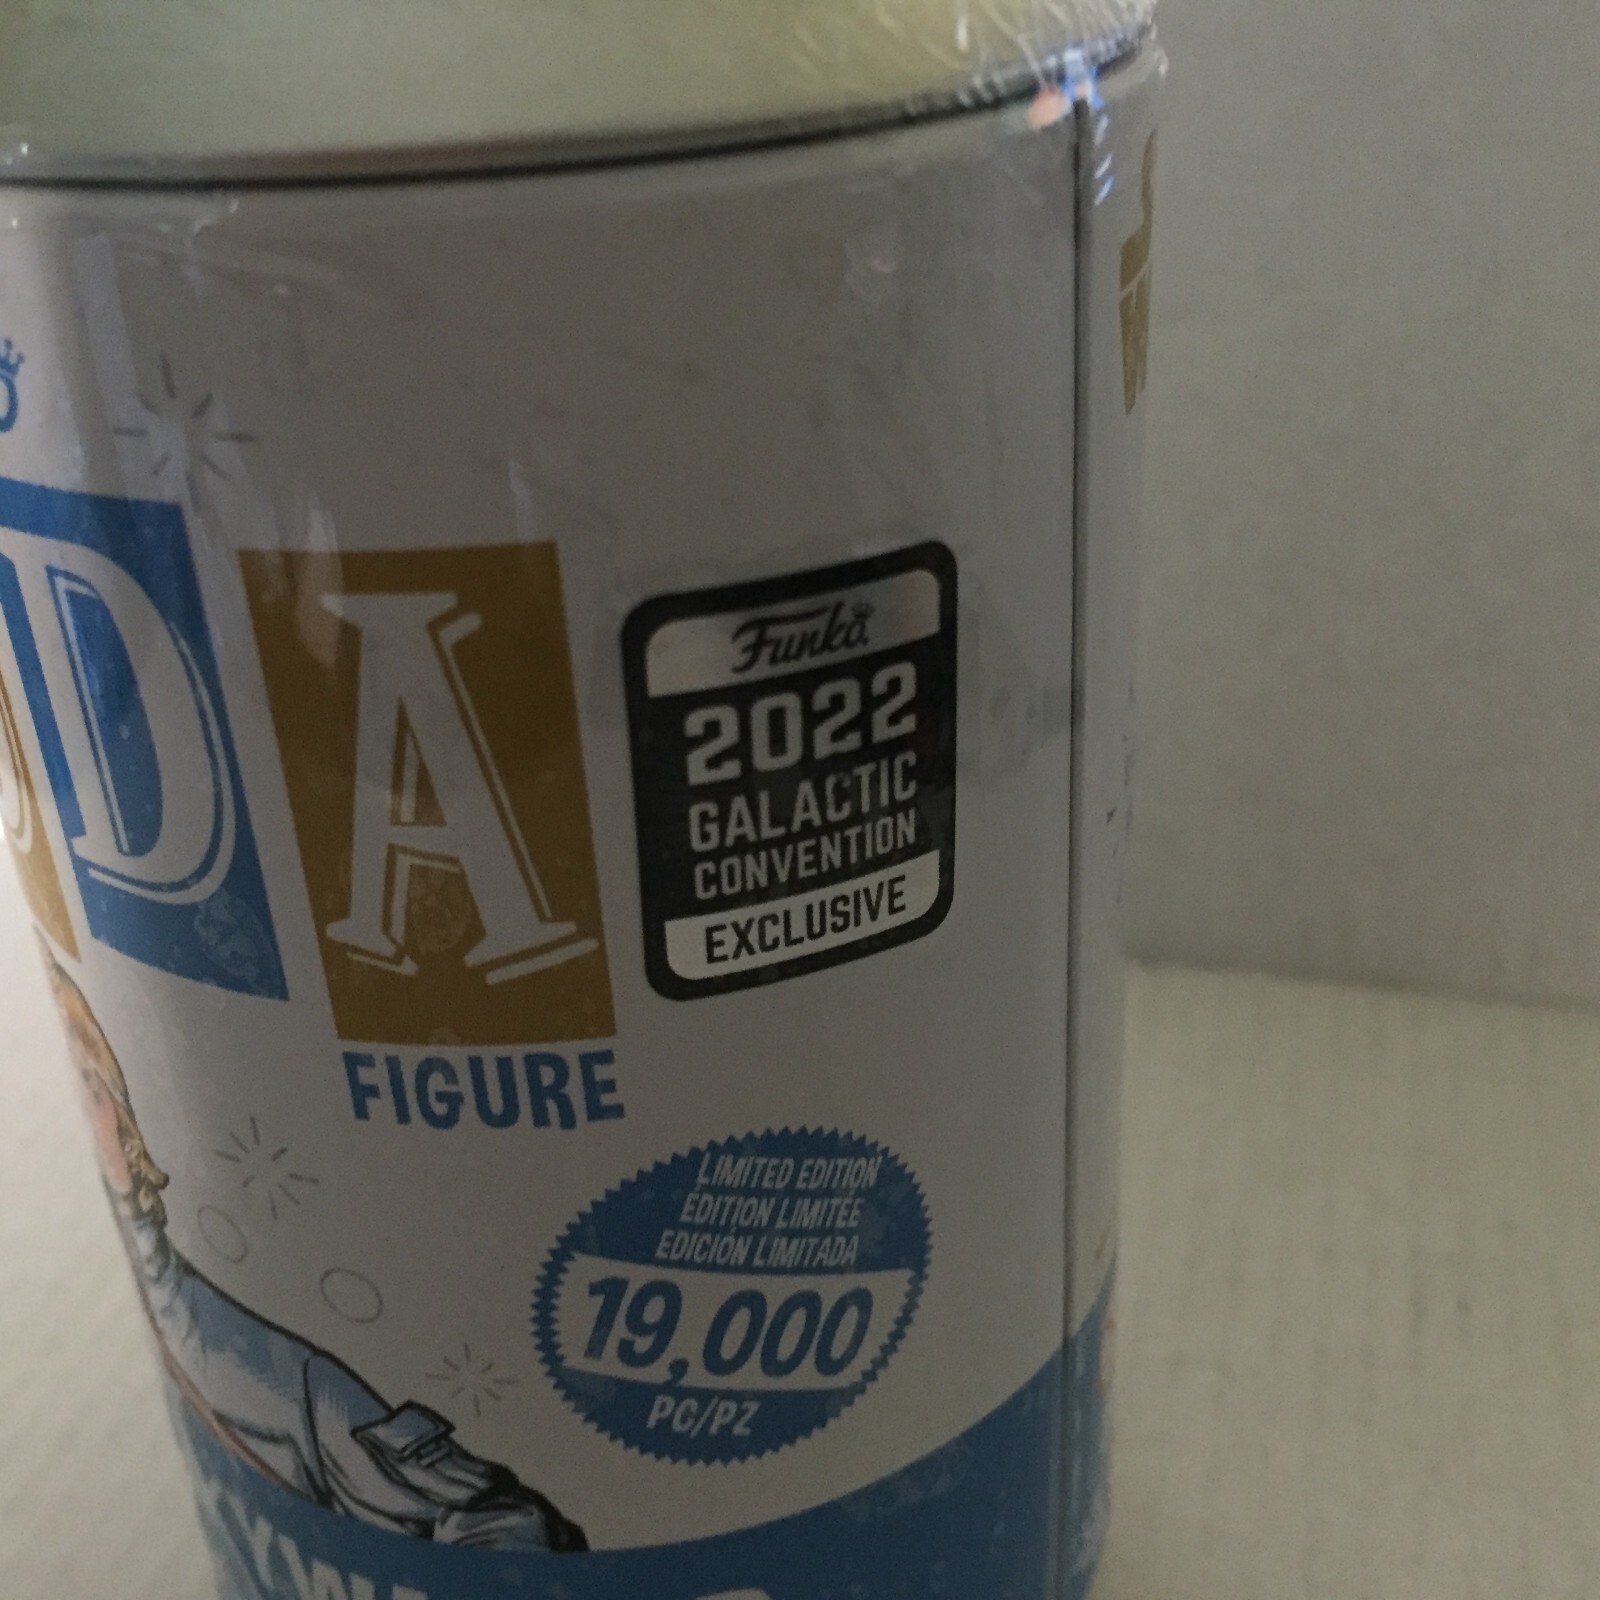 DA
FIGURE
Funko
2022
GALACTIC
CONVENTION
EXCLUSIVE
LIMITED EDITION
ÉDITION LIMITÉE
EDICIÓN LIMITADA
19,000
PC/PZ